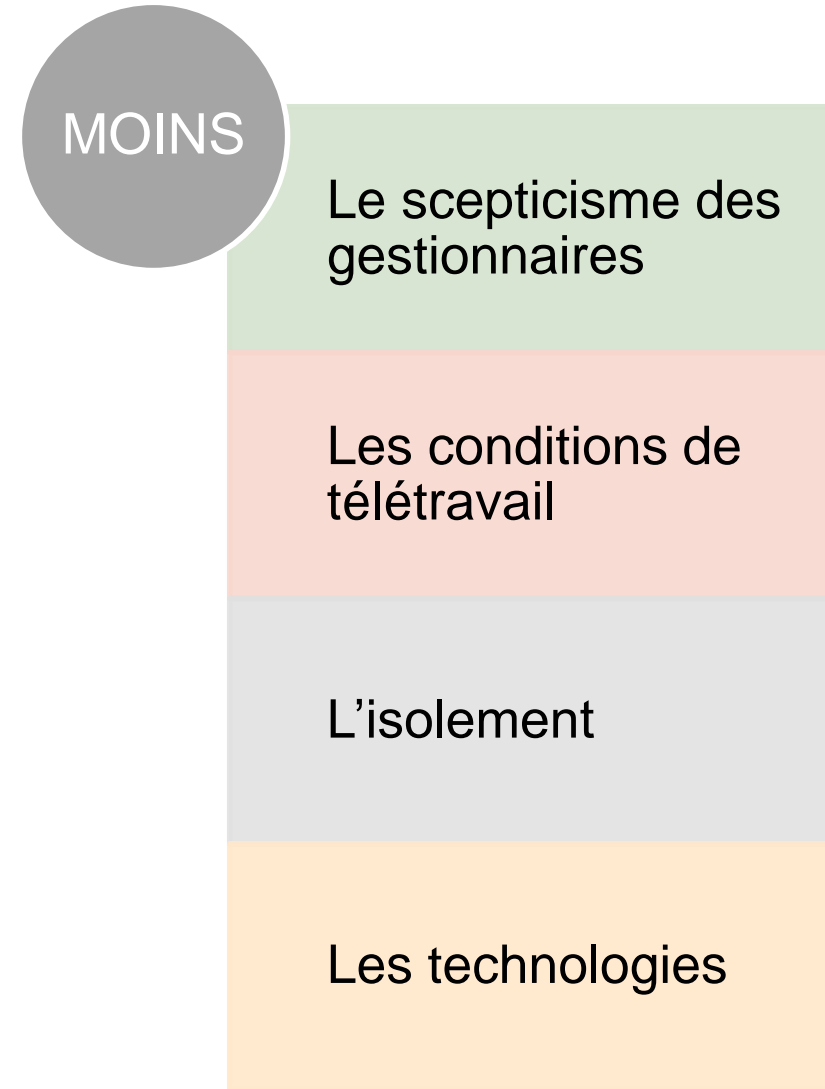 MOINS
Le scepticisme des
gestionnaires
Les conditions de
télétravail
L’isolement
Les technologies